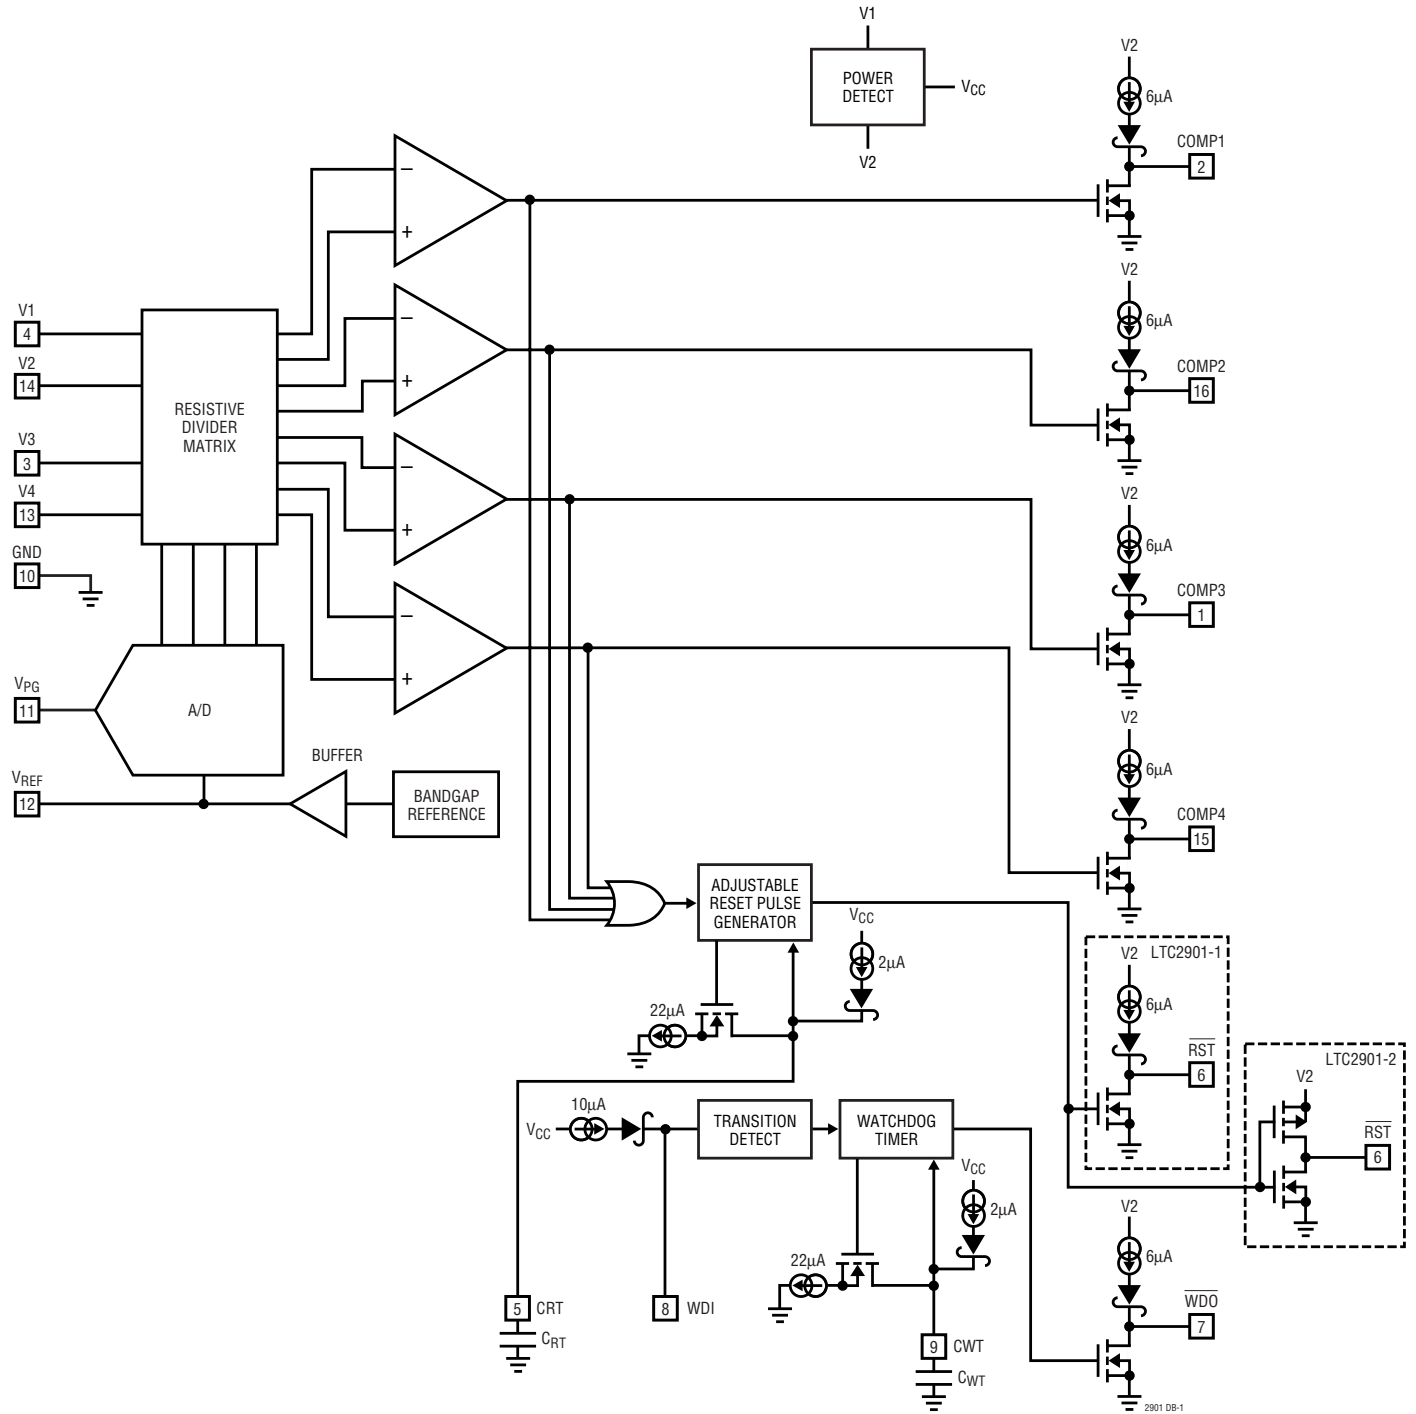 V1
POWER
DETECT
VCC
V2
V2
6µA
COMP1
2
−
+
V2
6µA
COMP2
16
−
+
V1
4
V2
14
V3
3
V4
13
GND
10
RESISTIVE
DIVIDER
MATRIX
V2
6µA
COMP3
1
−
+
−
+
VPG
11
A/D
VREF
12
BUFFER
BANDGAP
REFERENCE
V2
6µA
COMP4
15
ADJUSTABLE
RESET PULSE
GENERATOR
VCC
2µA
22µA
LTC2901-1
V2
6µA
RST
6
LTC2901-2
V2
RST
6
10µA
VCC
TRANSITION
DETECT
WATCHDOG
TIMER
VCC
2µA
22µA
V2
6µA
WDO
7
5 CRT
CRT
8 WDI
9 CWT
CWT
2901 DB-1